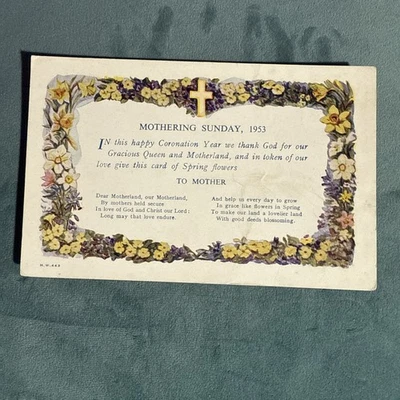 MOTHERING SUNDAY, 1953
IN this happy Coronation Year we thank God for our
Gracious Queen and Motherland, and in token of our
love give this card of Spring flowers
TO MOTHER
Dear Motherland, our Motherland,
By mothers held secure
In love of God and Christ our Lord:
Long may that love endure.
And help us every day to grow
In grace like flowers in Spring
To make our land a lovelier land
With good deeds blossoming.